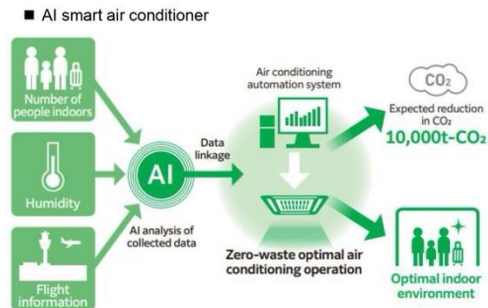 ■ AI smart air conditioner
Number of
people indoors
Humidity
Flight
information
AI
AI analysis of
collected data
Data
linkage
Air conditioning
automation system
Zero-waste optimal air
conditioning operation
CO₂
Expected reduction
in CO₂
10,000t-CO₂
Optimal indoor
environment